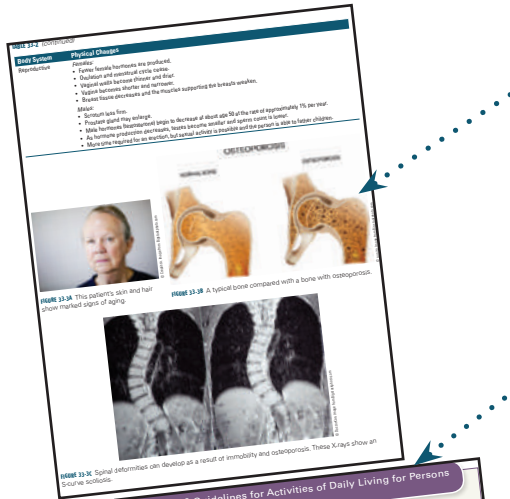 TABLE 33-2 (continued)
Body System Physical Changes
Reproductive Females:
• Fewer female hormones are produced.
• Ovulation and menstrual cycle cease.
• Vaginal walls become thinner and drier.
• Vagina becomes shorter and narrower.
• Breast tissue decreases and the muscles supporting the breasts weaken.
Males:
• Scrotum less firm.
• Prostate gland may enlarge.
• Male hormones (testosterone) begin to decrease at about age 50 at the rate of approximately 1% per year.
• As hormone production decreases, testes become smaller and sperm count is lower.
• More time required for an erection, but sexual activity is possible and the person is able to father children.
OSTEOPOROSIS
NORMAL BONE
OSTEOPOROSIS
FIGURE 33-3A This patient's skin and hair
show marked signs of aging.
FIGURE 33-3B A typical bone compared with a bone with osteoporosis.
FIGURE 33-3C Spinal deformities can develop as a result of immobility and osteoporosis. These X-rays show an
S-curve scoliosis.
Guidelines for Activities of Daily Living for Persons